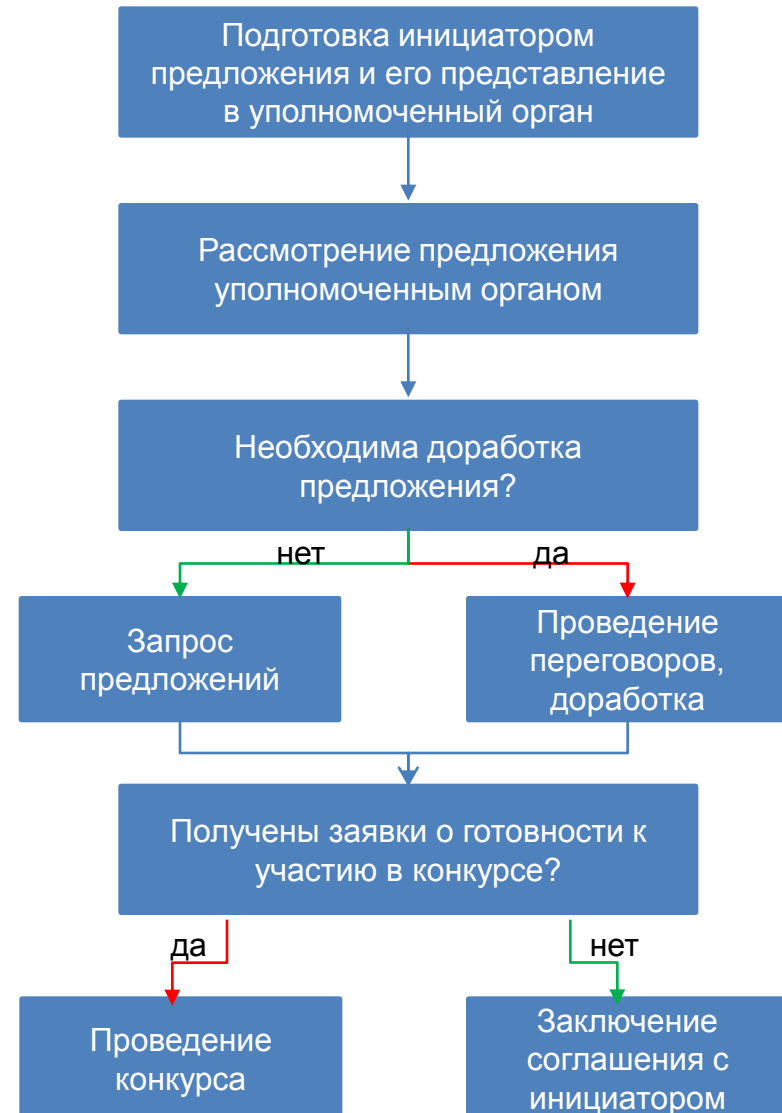 Подготовка инициатором
предложения и его представление
в уполномоченный орган
Рассмотрение предложения
уполномоченным органом
Необходима доработка
предложения?
нет
да
Запрос
предложений
Проведение
переговоров,
доработка
Получены заявки о готовности к
участию в конкурсе?
да
нет
Проведение
конкурса
Заключение
соглашения с
инициатором